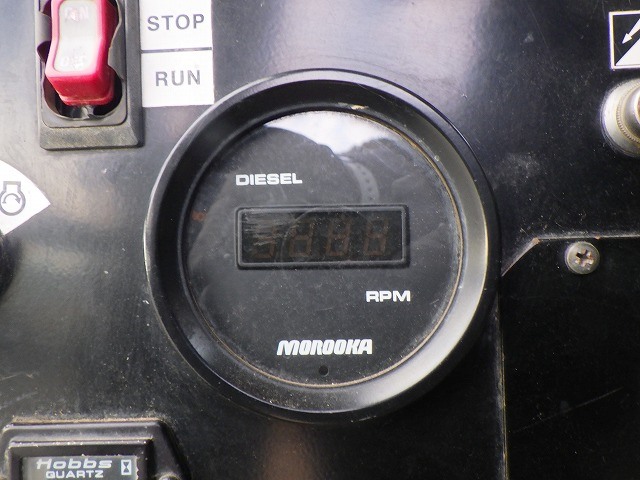 STOP
RUN
DIESEL
RPM
MOROOKA
Hobbs
QUARTZ